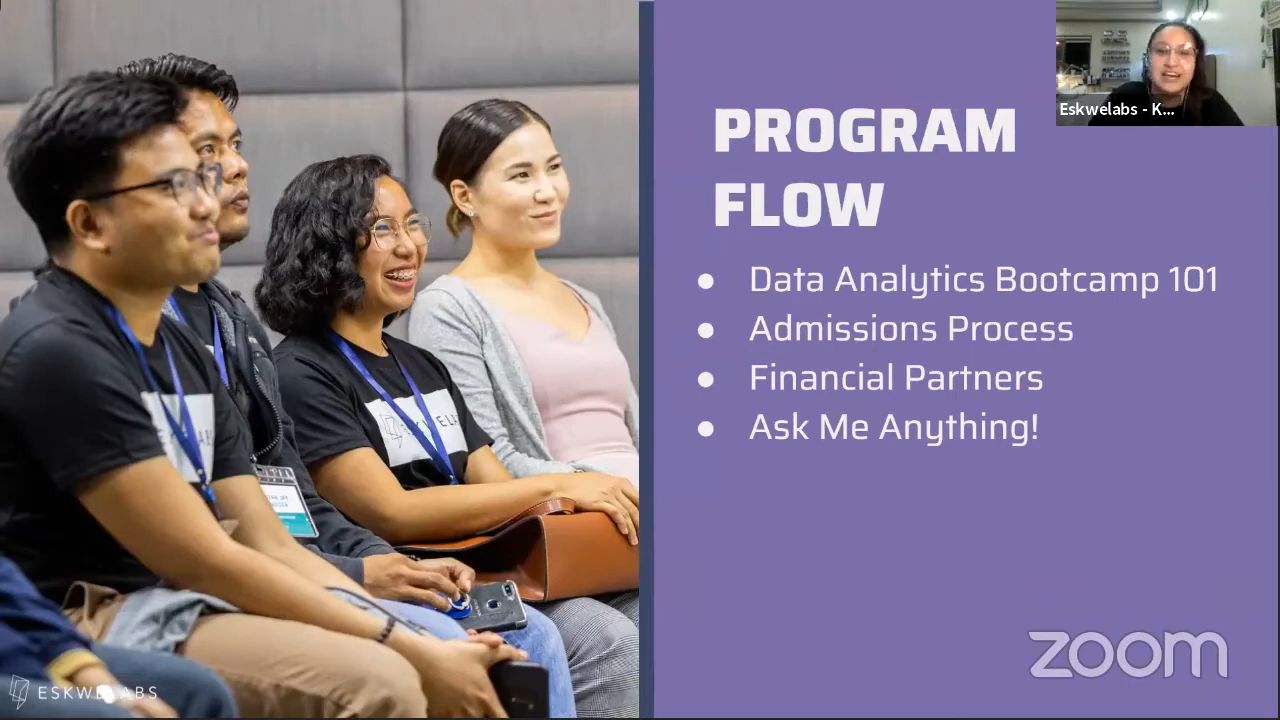 PROGRAM
FLOW
Eskwelabs - K...
● Data Analytics Bootcamp 101
● Admissions Process
● Financial Partners
● Ask Me Anything!
zoom
ESKWELABS